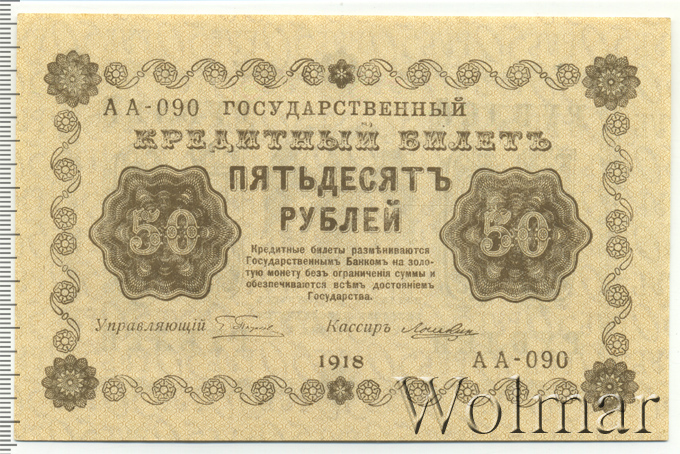 АА-090 ГОСУДАРСТВЕННЫЙ
КРЕДИТНЫЙ БИЛЕТЪ
ПЯТЬДЕСЯТЪ
РУБЛЕЙ
50
50
Кредитные билеты размѣниваются
Государственнымъ Банкомъ на золо-
тую монету безъ ограниченія суммы и
обезпечиваются всѣмъ достояніемъ
Государства.
Управляющій
Кассиръ
1918
АА-090
Wolmar